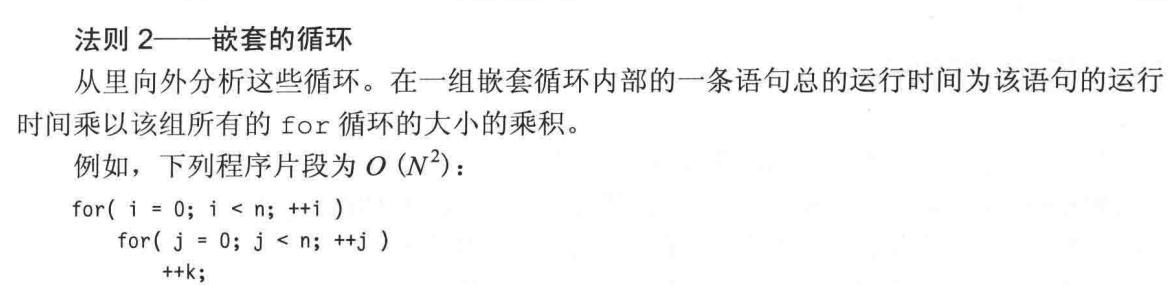 法则 2——嵌套的循环
从里向外分析这些循环。在一组嵌套循环内部的一条语句总的运行时间为该语句的运行
时间乘以该组所有的 for 循环的大小的乘积。
例如，下列程序片段为 O (N²)：
for( i = 0; i < n; ++i )
    for( j = 0; j < n; ++j )
        ++k;